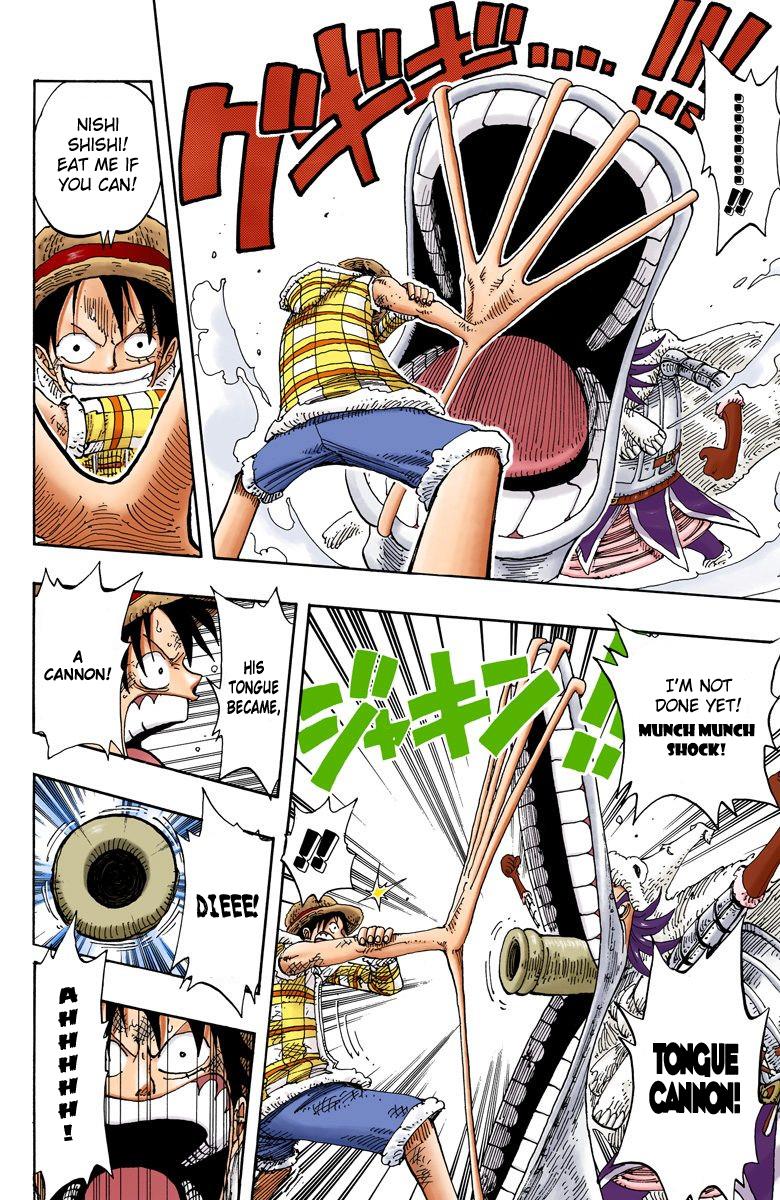 ..........!!
グギギ...!!!
NISHI
SHISHI!
EAT ME IF
YOU CAN!
I'M NOT
DONE YET!
MUNCH MUNCH
SHOCK!
ジャキン!!
TONGUE
CANNON!
!!
HIS
TONGUE
BECAME,
A
CANNON!
DIEEE!
AHHHHH!